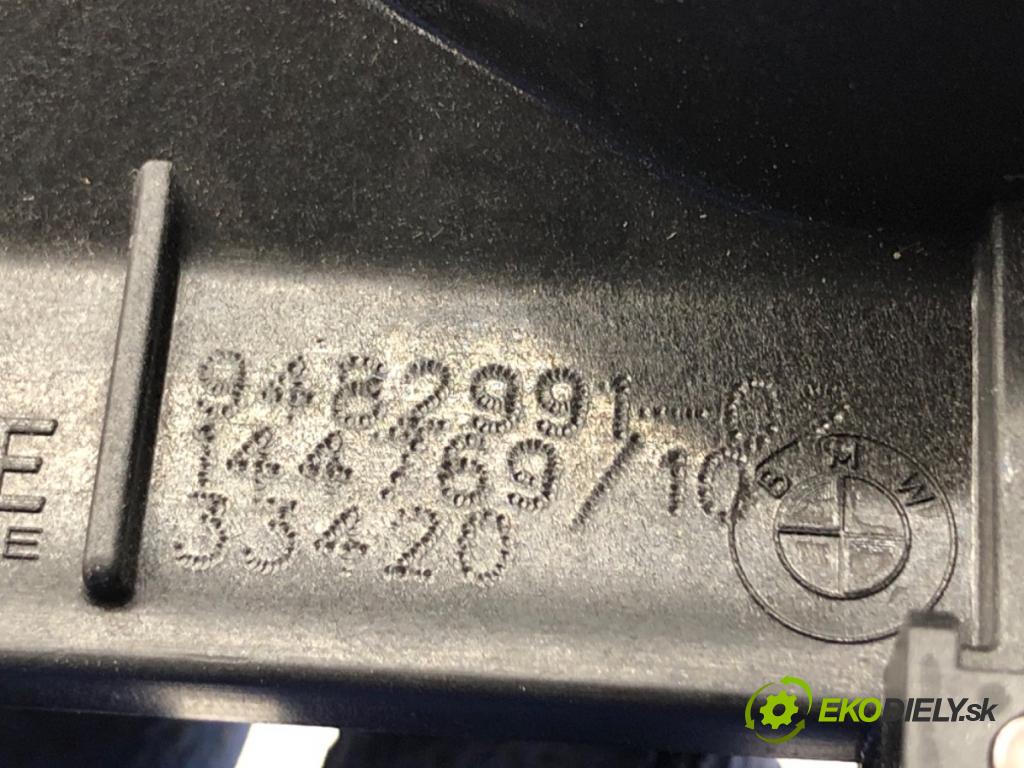 9482991-0
144769/10
33420
BMW
E
E
EKODIELY.sk